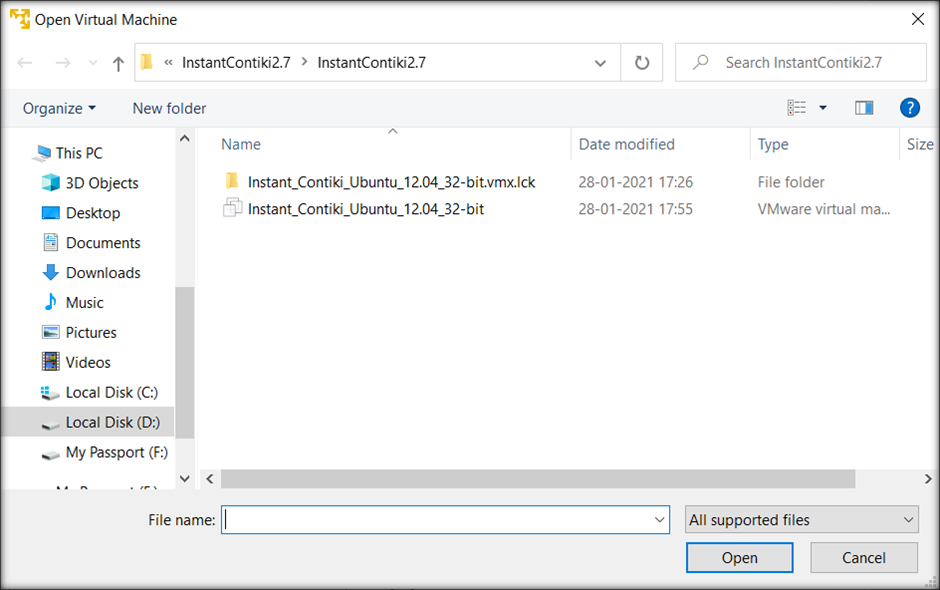 Open Virtual Machine
« InstantContiki2.7 > InstantContiki2.7
Search InstantContiki2.7
Organize
New folder
This PC
3D Objects
Desktop
Documents
Downloads
Music
Pictures
Videos
Local Disk (C:)
Local Disk (D:)
My Passport (F:)
Name Date modified Type Size
Instant_Contiki_Ubuntu_12.04_32-bit.vmx.lck 28-01-2021 17:26 File folder
Instant_Contiki_Ubuntu_12.04_32-bit 28-01-2021 17:55 VMware virtual ma...
File name:
All supported files
Open
Cancel